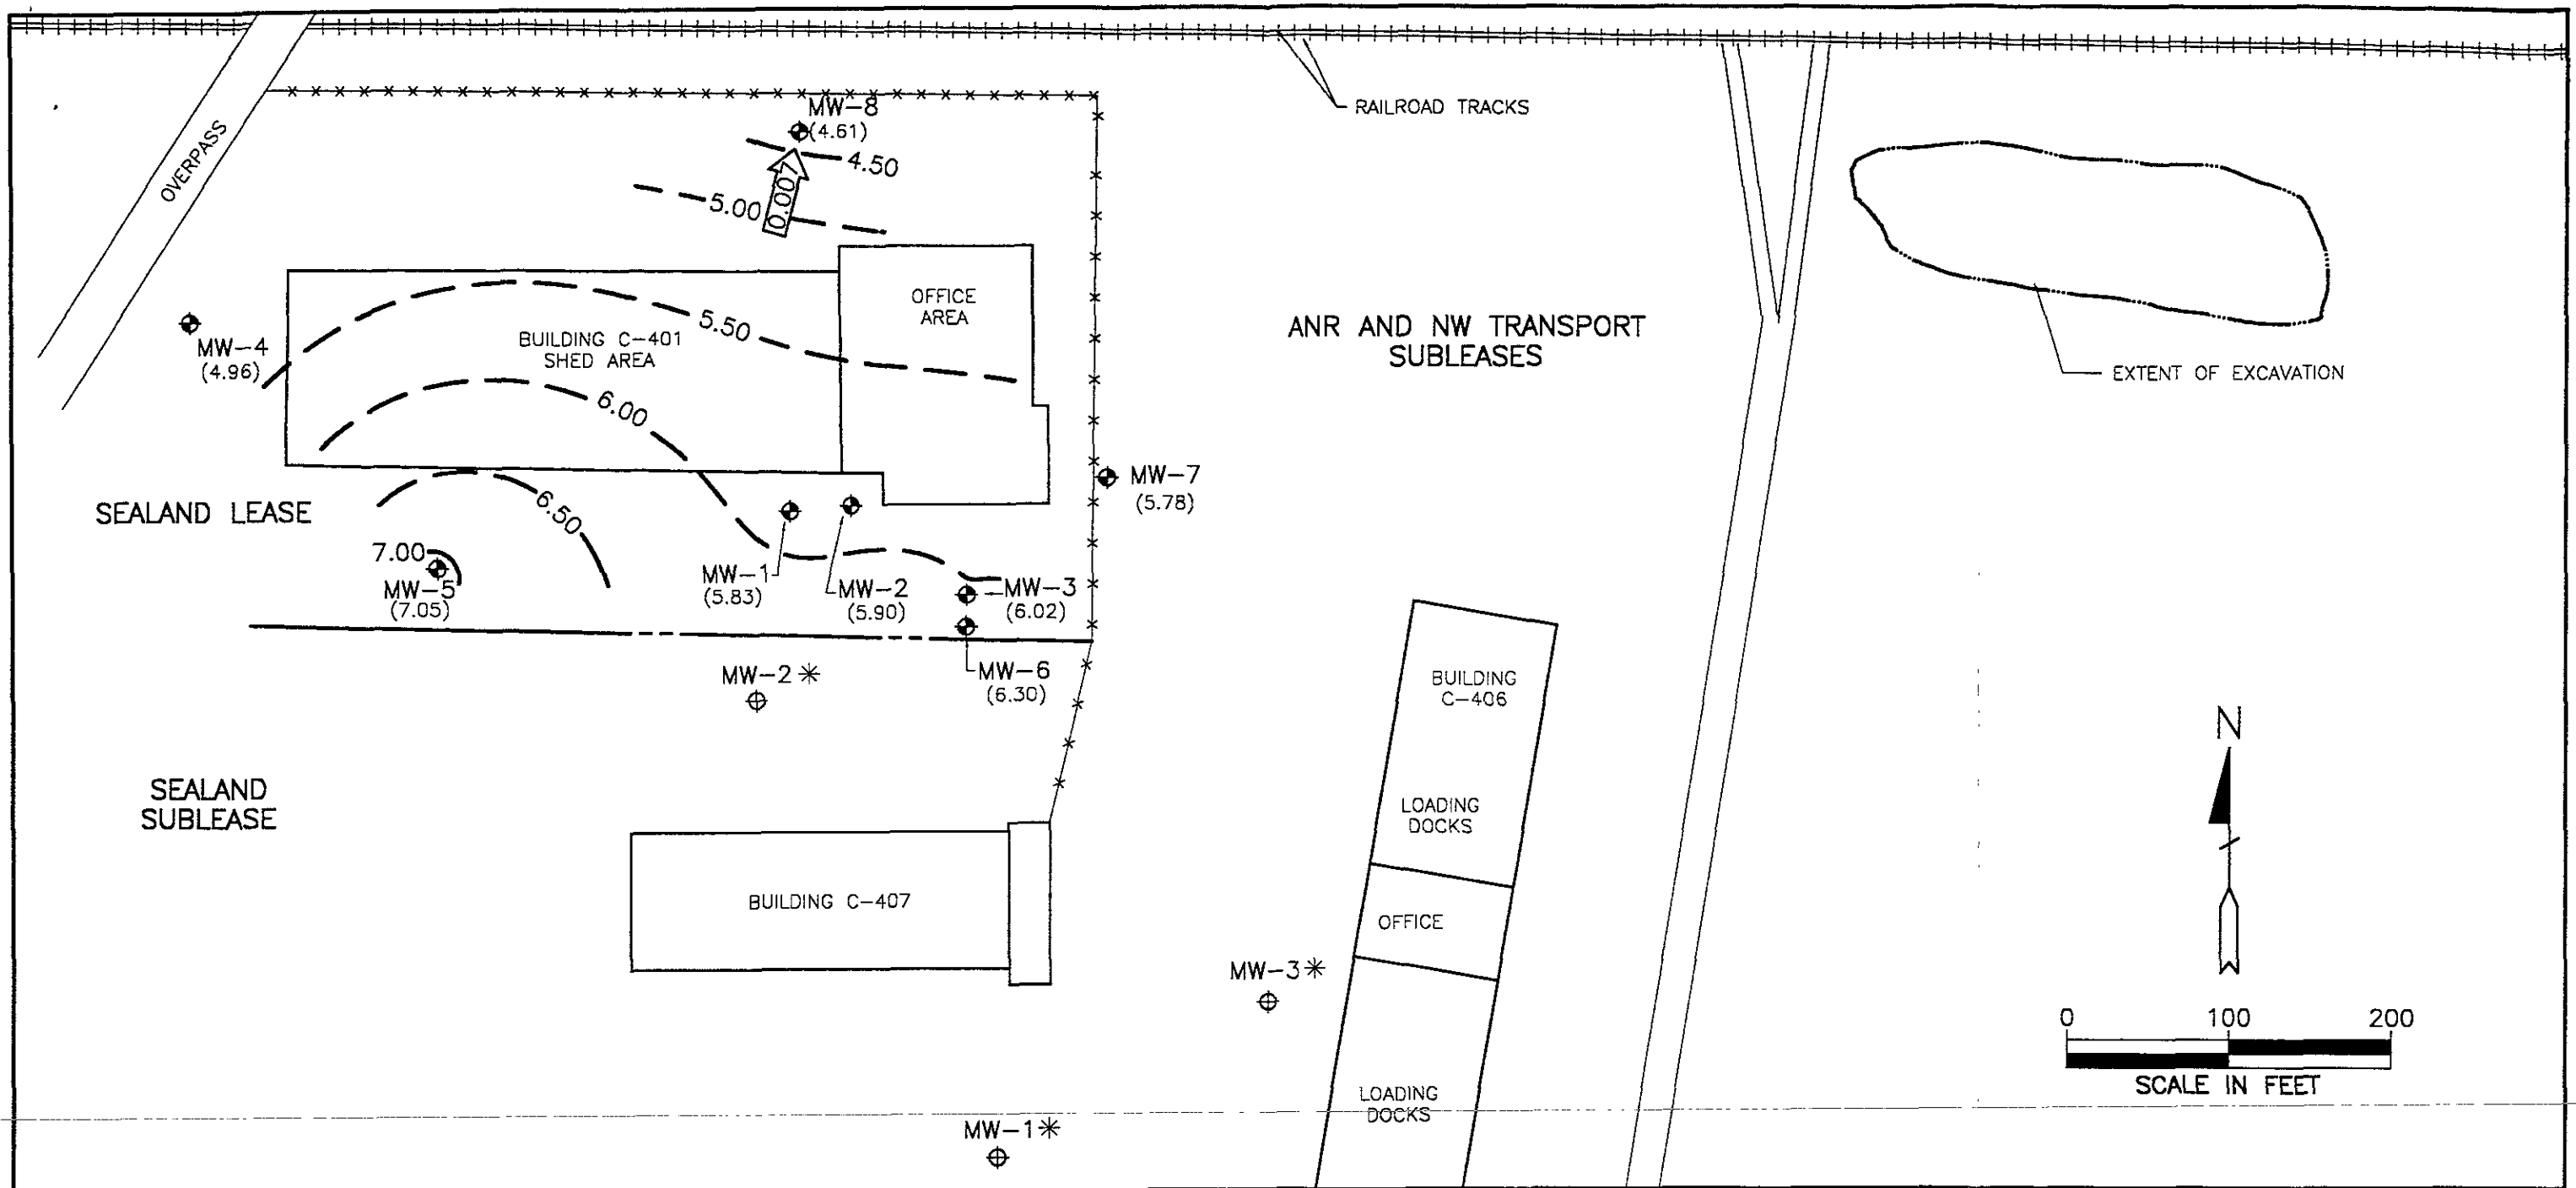 RAILROAD TRACKS
OVERPASS
MW-8
(4.61)
4.50
5.00
0.007
OFFICE
AREA
5.50
BUILDING C-401
SHED AREA
MW-4
(4.96)
6.00
ANR AND NW TRANSPORT
SUBLEASES
EXTENT OF EXCAVATION
SEALAND LEASE
6.50
MW-7
(5.78)
7.00
MW-5
(7.05)
MW-1
(5.83)
MW-2
(5.90)
MW-3
(6.02)
MW-2*
MW-6
(6.30)
BUILDING
C-406
N
SEALAND
SUBLEASE
LOADING
DOCKS
BUILDING C-407
OFFICE
MW-3*
0 100 200
SCALE IN FEET
LOADING
DOCKS
MW-1*